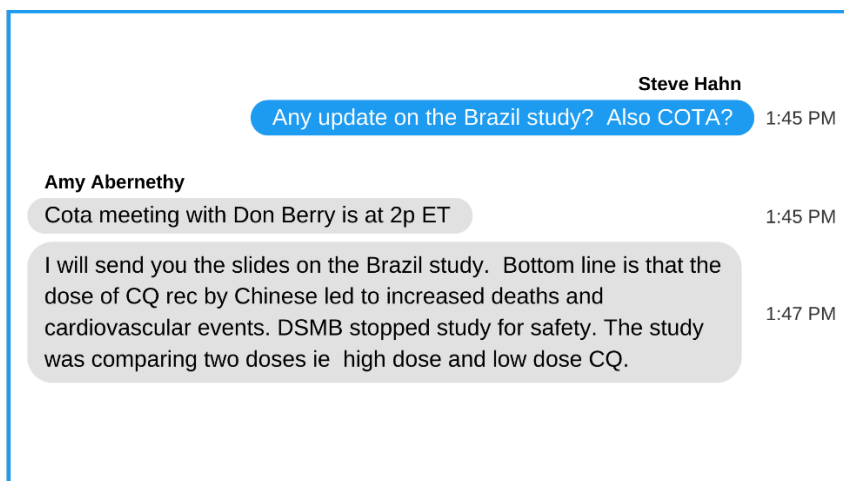 Steve Hahn
Any update on the Brazil study?  Also COTA?
1:45 PM
Amy Abernethy
Cota meeting with Don Berry is at 2p ET
1:45 PM
I will send you the slides on the Brazil study.  Bottom line is that the
dose of CQ rec by Chinese led to increased deaths and
cardiovascular events. DSMB stopped study for safety. The study
was comparing two doses ie  high dose and low dose CQ.
1:47 PM